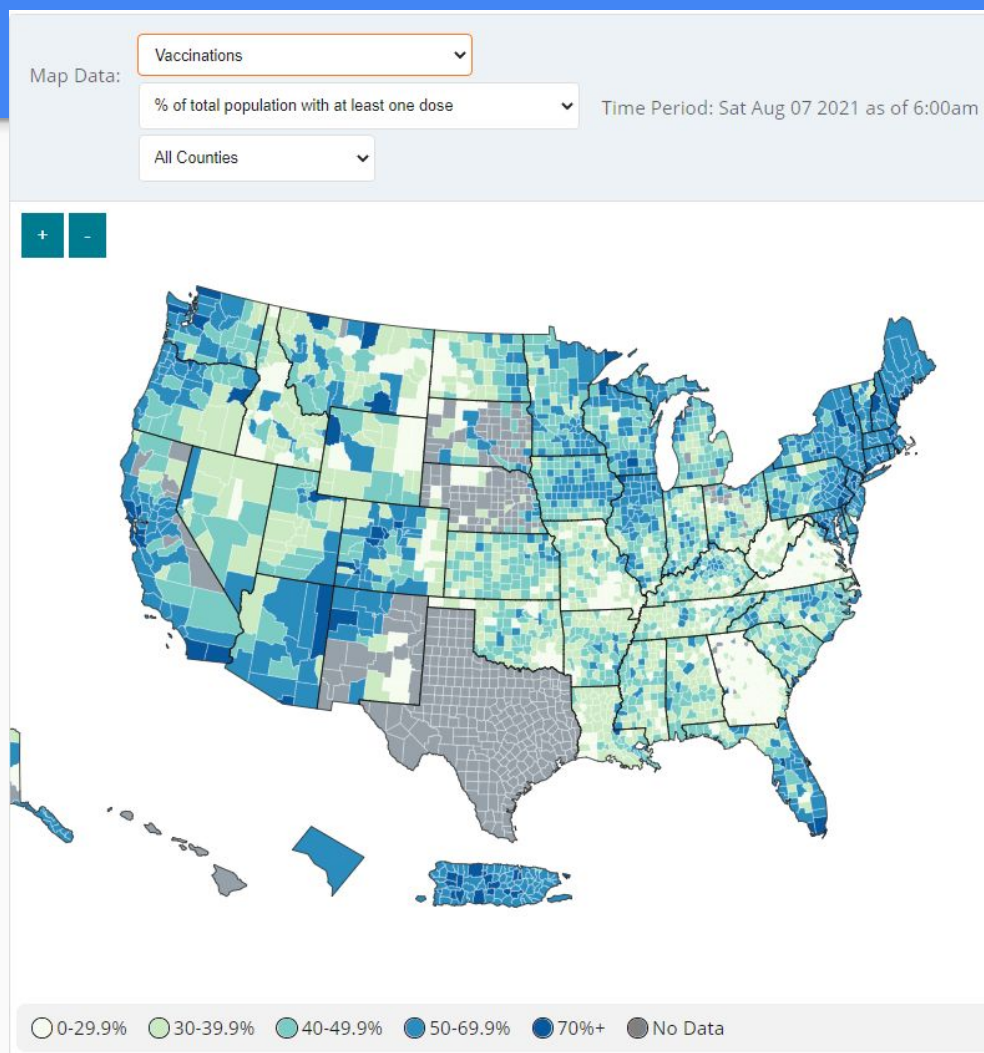 Map Data:
Vaccinations
% of total population with at least one dose
Time Period: Sat Aug 07 2021 as of 6:00am
All Counties
+ -
0-29.9% 30-39.9% 40-49.9% 50-69.9% 70%+ No Data